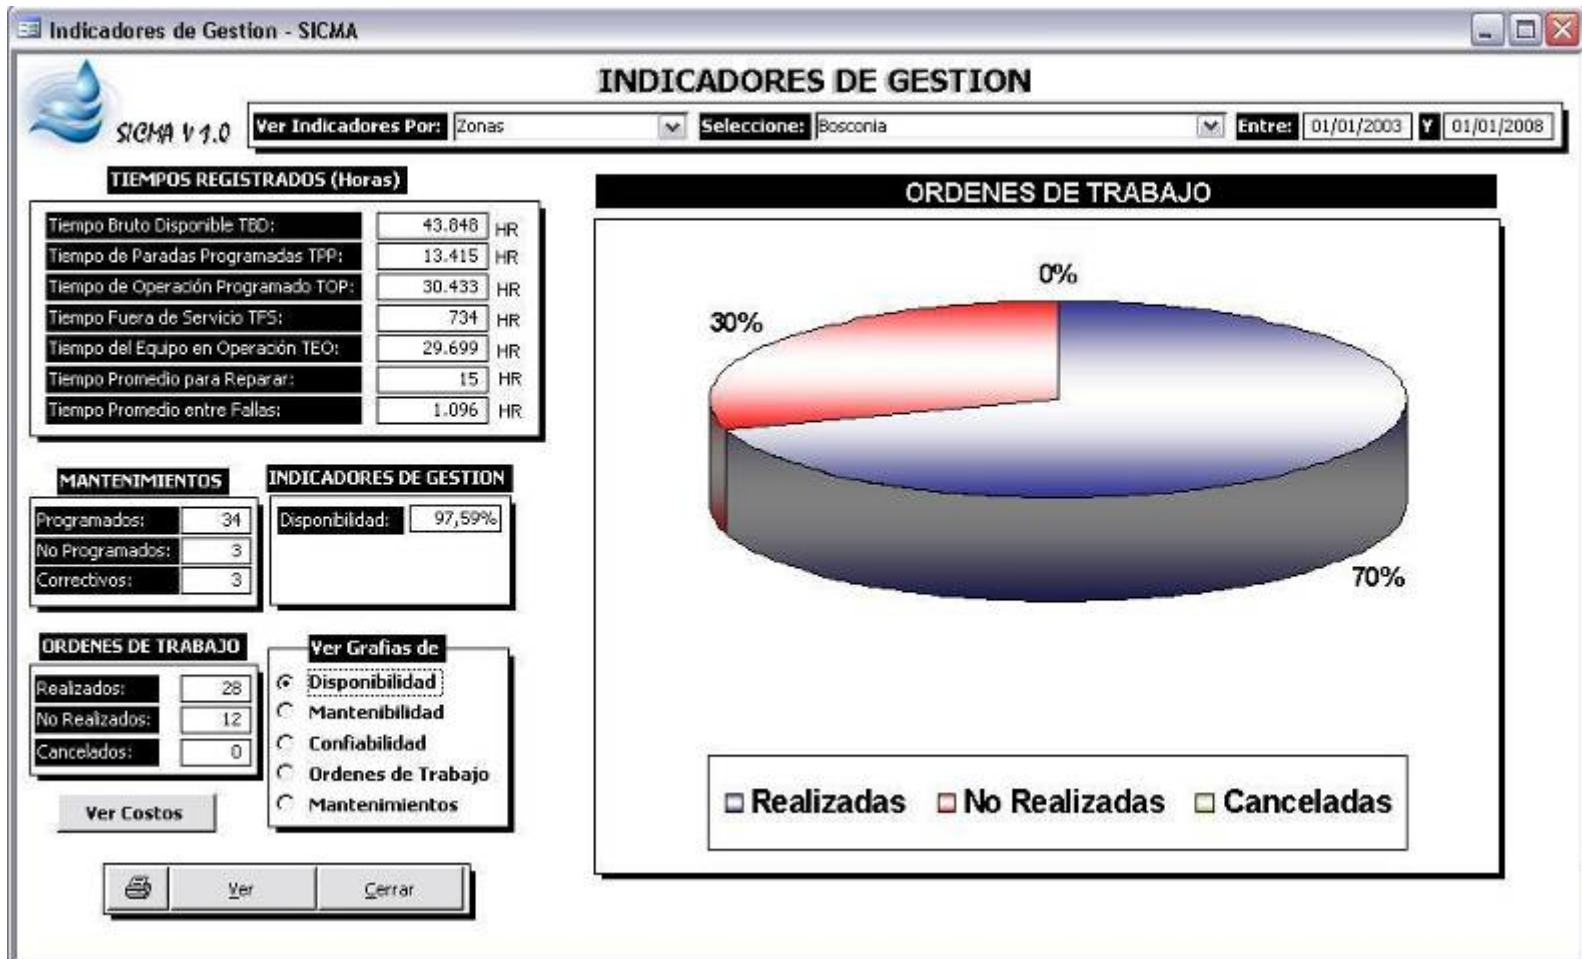 Indicadores de Gestion - SICMA
INDICADORES DE GESTION
SICMA V 1.0
Ver Indicadores Por: Zonas Seleccione: Bosconia Entre: 01/01/2003 Y 01/01/2008
TIEMPOS REGISTRADOS (Horas)
Tiempo Bruto Disponible TBD: 43.848 HR
Tiempo de Paradas Programadas TPP: 13.415 HR
Tiempo de Operación Programado TOP: 30.433 HR
Tiempo Fuera de Servicio TFS: 734 HR
Tiempo del Equipo en Operación TEO: 29.699 HR
Tiempo Promedio para Reparar: 15 HR
Tiempo Promedio entre Fallas: 1.096 HR
MANTENIMIENTOS
Programados: 34
No Programados: 3
Correctivos: 3
INDICADORES DE GESTION
Disponibilidad: 97,59%
ORDENES DE TRABAJO
Realizados: 28
No Realizados: 12
Cancelados: 0
Ver Grafias de
Disponibilidad
Mantenibilidad
Confiabilidad
Ordenes de Trabajo
Mantenimientos
Ver Costos
Ver Cerrar
ORDENES DE TRABAJO
0%
30%
70%
Realizadas No Realizadas Canceladas